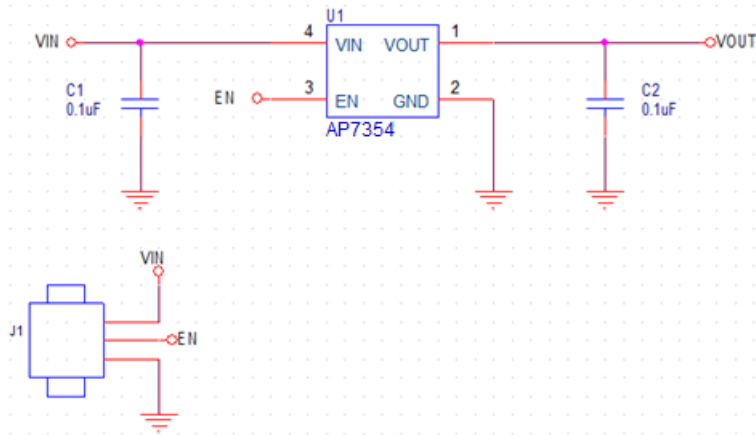 U1
VIN 4 VIN VOUT 1 VOUT
C1
0.1uF
EN 3 EN GND 2
C2
0.1uF
AP7354
VIN
J1
EN